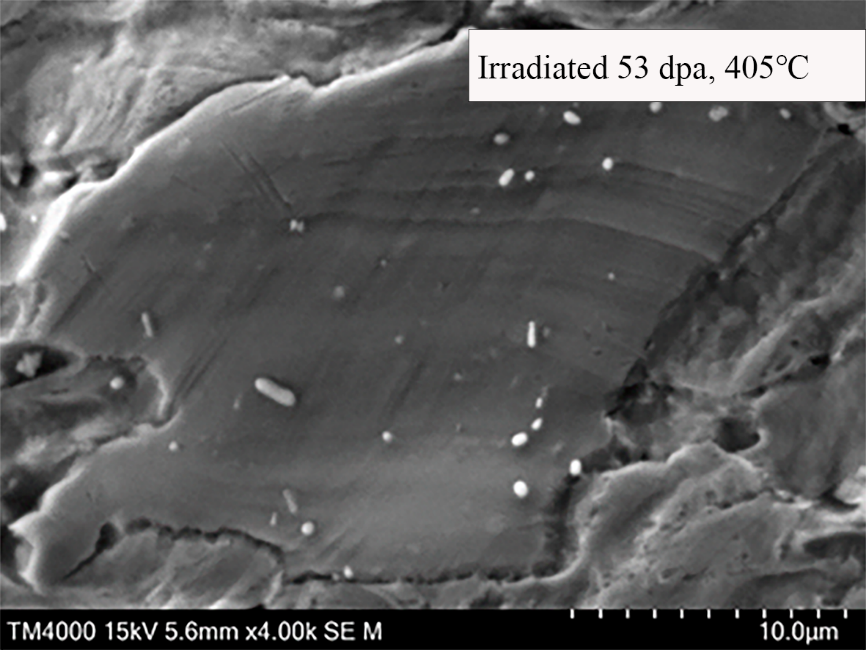 Irradiated 53 dpa, 405℃
TM4000 15kV 5.6mm x4.00k SE M
10.0μm